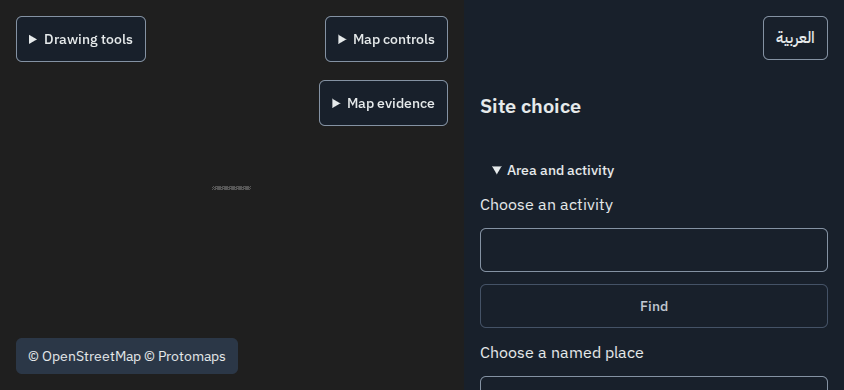 Drawing tools
Map controls
Map evidence
© OpenStreetMap © Protomaps
العربية
Site choice
Area and activity
Choose an activity
Find
Choose a named place